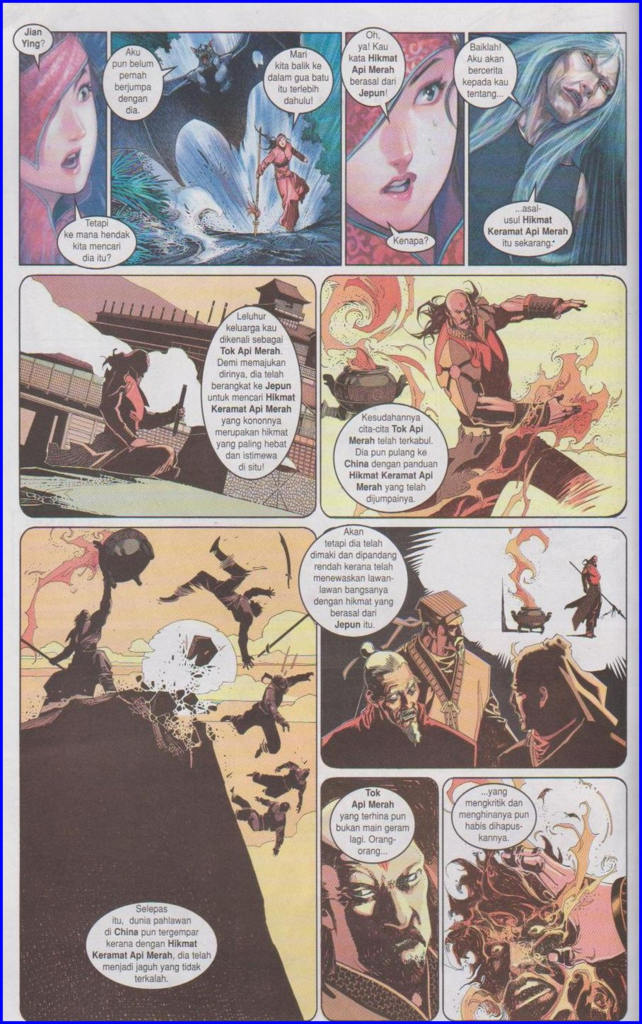 Jian
Ying?
Tetapi
ke mana hendak
kita mencari
dia itu?
Aku
pun belum
pernah
berjumpa
dengan
dia.
Mari
kita balik ke
dalam gua batu
itu terlebih
dahulu!
Oh,
ya! Kau
kata Hikmat
Api Merah
berasal dari
Jepun!
Kenapa?
Baiklah!
Aku akan
bercerita
kepada kau
tentang...
...asal-
usul Hikmat
Keramat Api Merah
itu sekarang.*
Leluhur
keluarga kau
dikenali sebagai
Tok Api Merah.
Demi memajukan
dirinya, dia telah
berangkat ke Jepun
untuk mencari Hikmat
Keramat Api Merah
yang kononnya
merupakan hikmat
yang paling hebat
dan istimewa
di situ!
Kesudahannya
cita-cita Tok Api
Merah telah terkabul.
Dia pun pulang ke
China dengan panduan
Hikmat Keramat Api
Merah yang telah
dijumpainya.
Selepas
itu, dunia pahlawan
di China pun tergempar
kerana dengan Hikmat
Keramat Api Merah, dia telah
menjadi jaguh yang tidak
terkalah.
Akan
tetapi dia telah
dimaki dan dipandang
rendah kerana telah
menewaskan lawan-
lawan bangsanya
dengan hikmat yang
berasal dari
Jepun itu.
Tok
Api Merah
yang terhina pun
bukan main geram
lagi. Orang-
orang...
...yang
mengkritik dan
menghinanya pun
habis dihapus-
kannya.